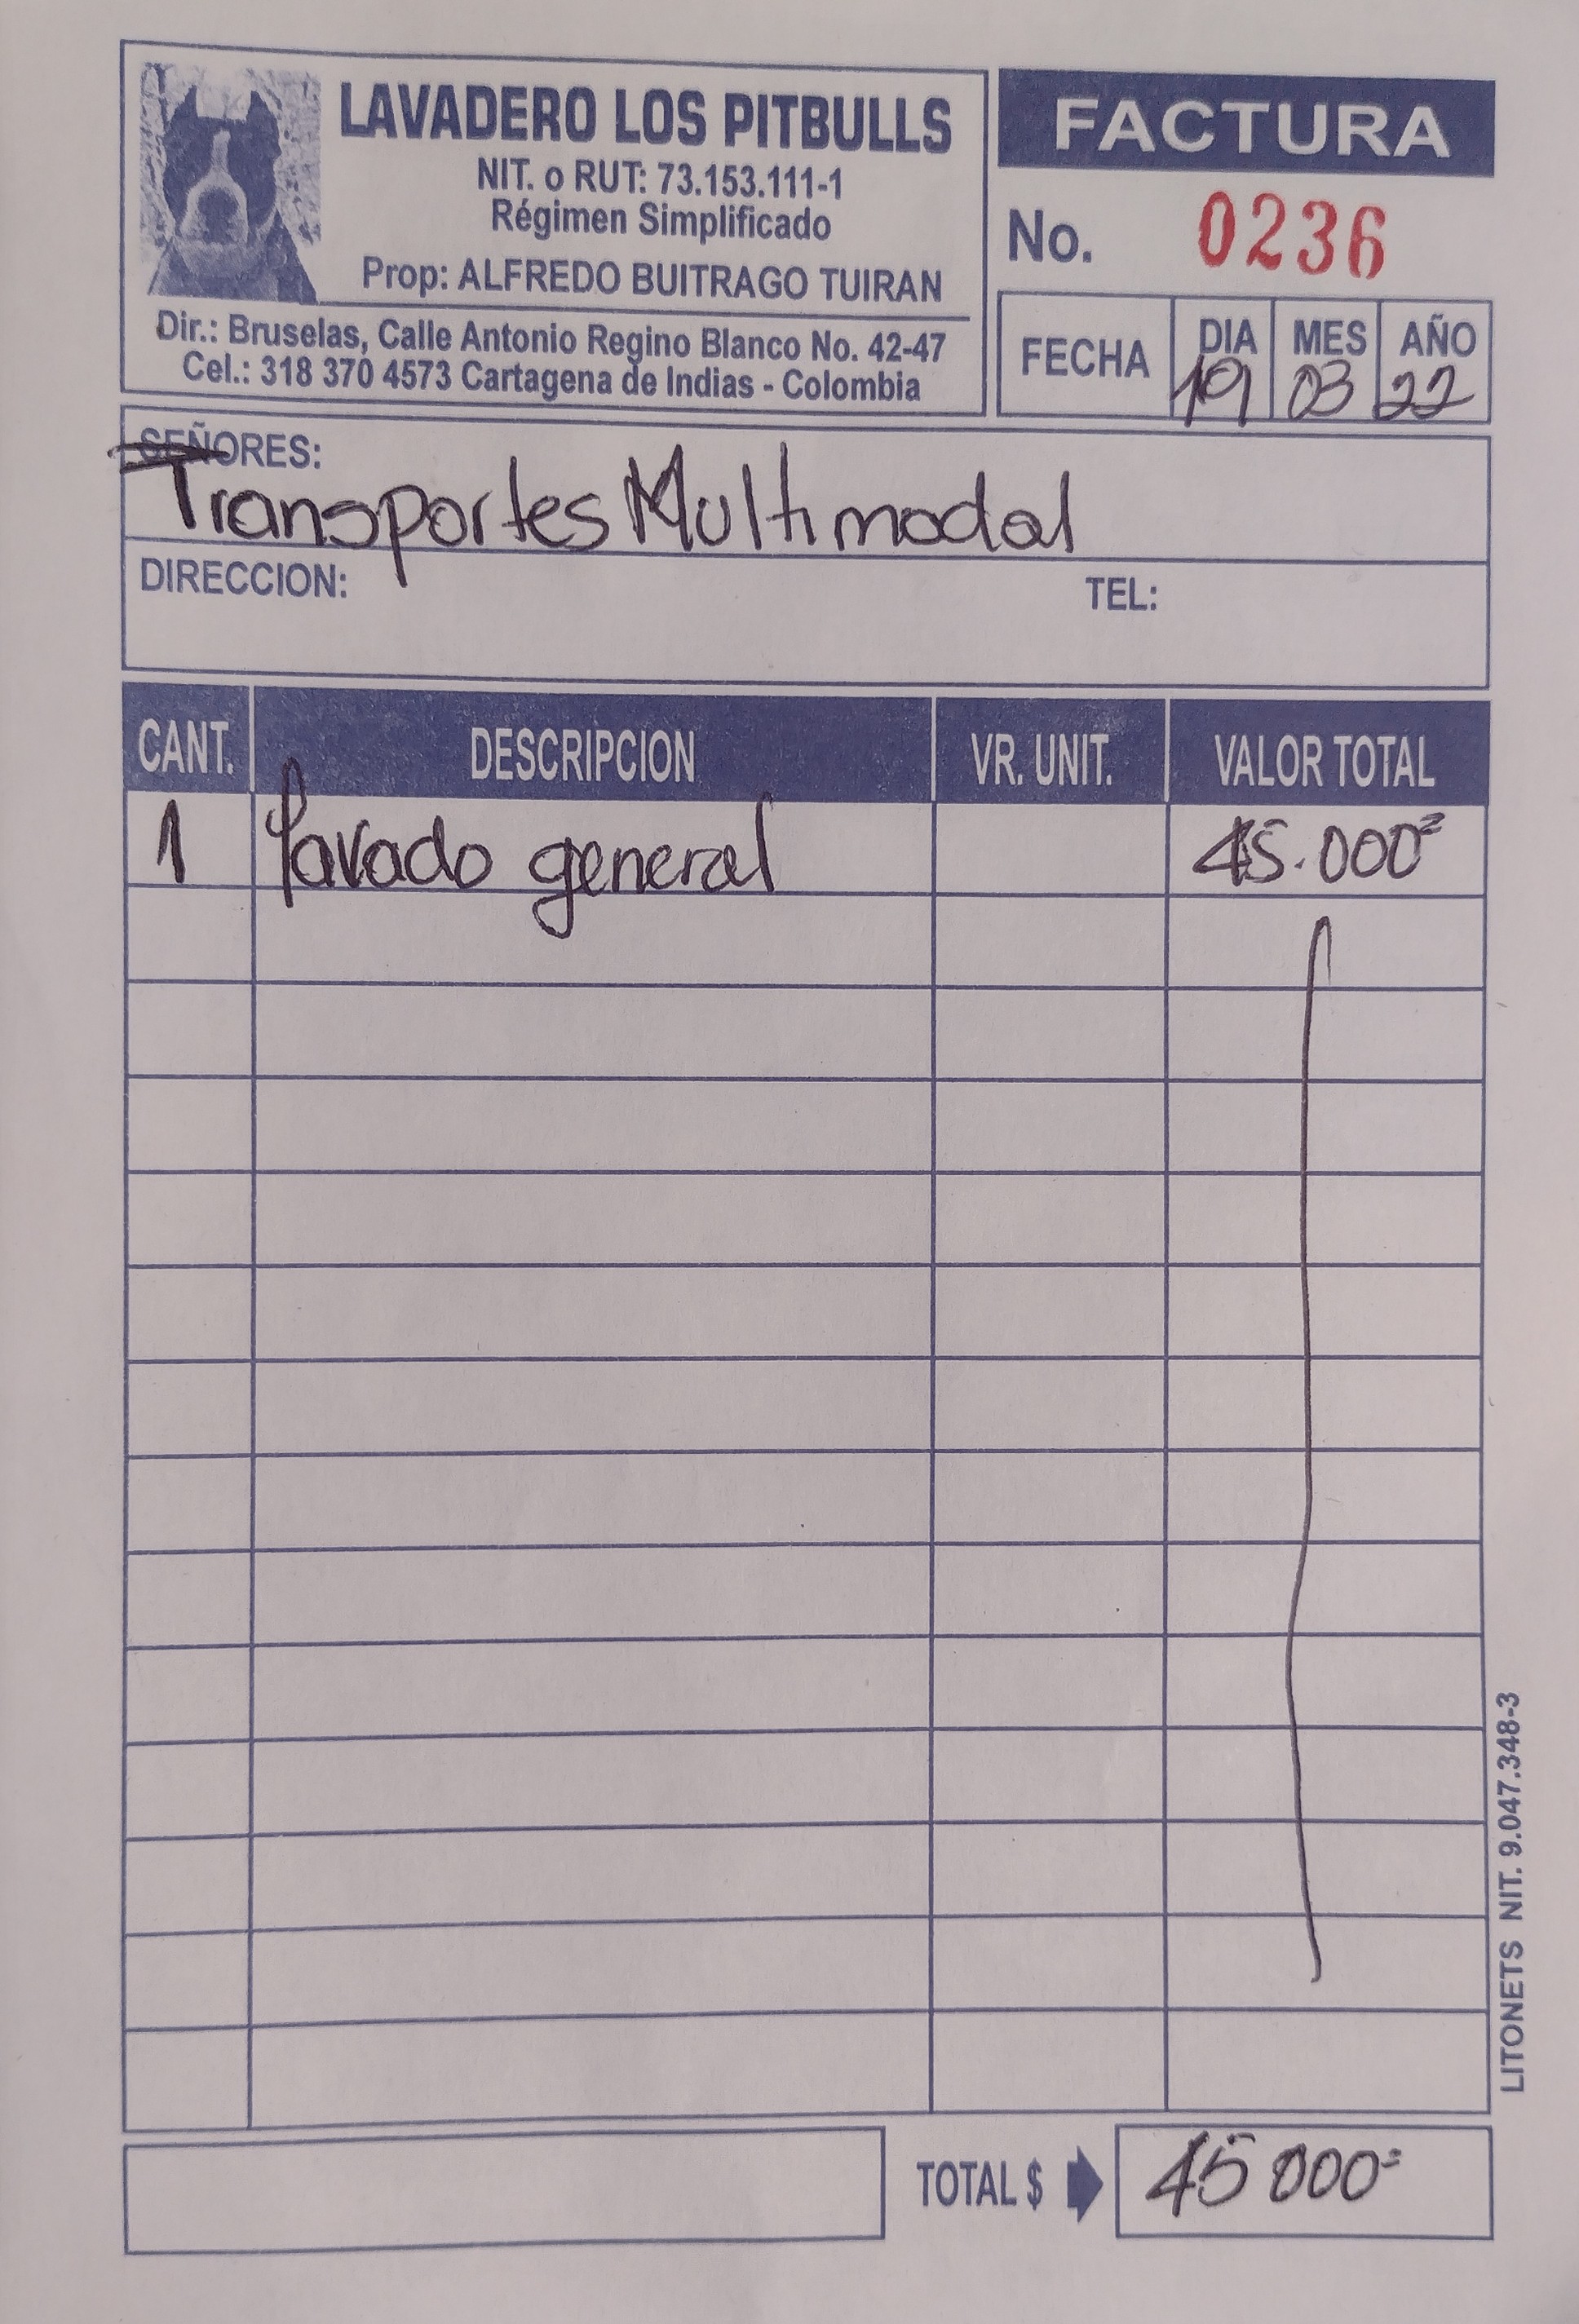 LAVADERO LOS PITBULLS
NIT. o RUT: 73.153.111-1
Régimen Simplificado
Prop: ALFREDO BUITRAGO TUIRAN
Dir.: Bruselas, Calle Antonio Regino Blanco No. 42-47
Cel.: 318 370 4573 Cartagena de Indias - Colombia
FACTURA
No. 0236
FECHA DIA MES AÑO
19 03 22
SEÑORES:
Transportes Multimodal
DIRECCION: TEL:
CANT. DESCRIPCION VR. UNIT. VALOR TOTAL
1 lavado general 45.000=
TOTAL $ 45 000=
LITONETS NIT. 9.047.348-3